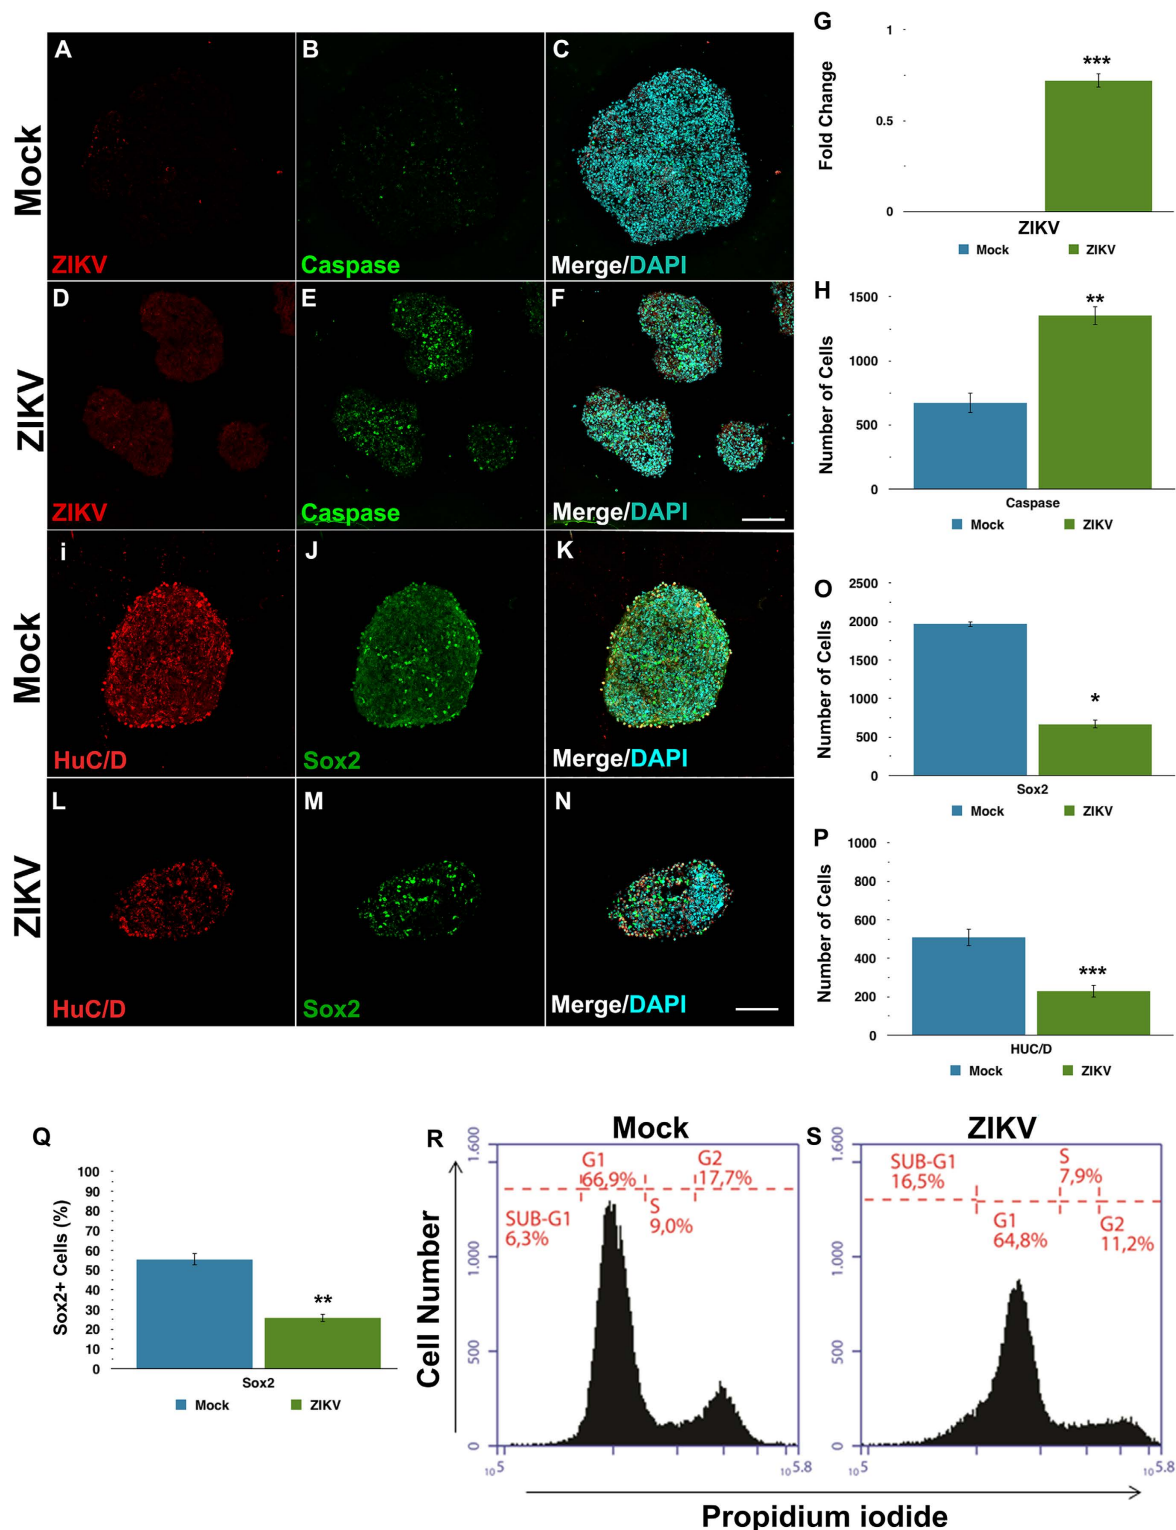 A
B
C
Mock
ZIKV
Caspase
Merge/DAPI
D
E
F
ZIKV
ZIKV
Caspase
Merge/DAPI
i
J
K
Mock
HuC/D
Sox2
Merge/DAPI
L
M
N
ZIKV
HuC/D
Sox2
Merge/DAPI
G
1
***
Fold Change
0.5
0
ZIKV
Mock
ZIKV
H
1500
**
Number of Cells
1000
500
0
Caspase
Mock
ZIKV
O
2500
2000
Number of Cells
1500
1000
*
500
0
Sox2
Mock
ZIKV
P
1000
800
Number of Cells
600
400
***
200
0
HUC/D
Mock
ZIKV
Q
100
90
80
70
60
50
40
30
20
10
0
Sox2+ Cells (%)
**
Sox2
Mock
ZIKV
R
Mock
1.600
G1
66,9%
G2
17,7%
SUB-G1
6,3%
S
9,0%
1.000
Cell Number
500
0
10 5
10 5.8
S
ZIKV
1.600
SUB-G1
16,5%
S
7,9%
G1
64,8%
G2
11,2%
1.000
500
0
10 5
10 5.8
Propidium iodide